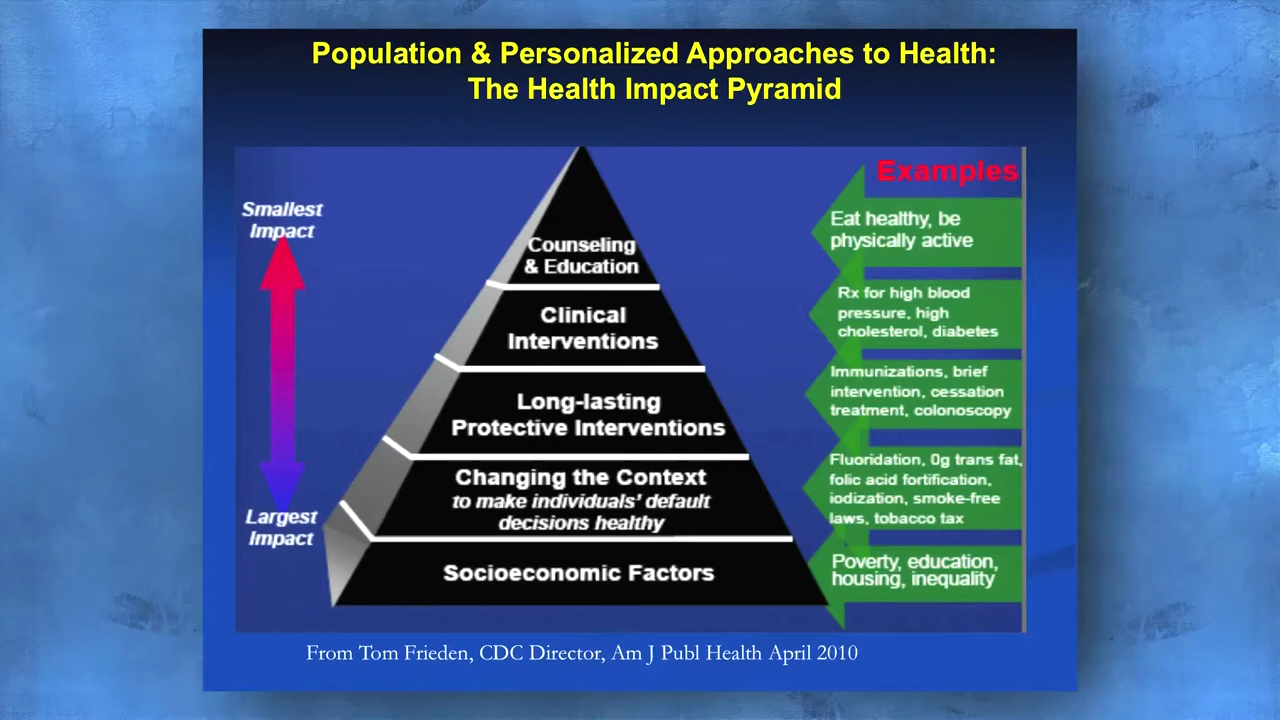 Population & Personalized Approaches to Health:
The Health Impact Pyramid
Examples
Smallest
Impact
Largest
Impact
Counseling
& Education
Clinical
Interventions
Long-lasting
Protective Interventions
Changing the Context
to make individuals' default
decisions healthy
Socioeconomic Factors
Eat healthy, be
physically active
Rx for high blood
pressure, high
cholesterol, diabetes
Immunizations, brief
intervention, cessation
treatment, colonoscopy
Fluoridation, 0g trans fat,
folic acid fortification,
iodization, smoke-free
laws, tobacco tax
Poverty, education,
housing, inequality
From Tom Frieden, CDC Director, Am J Publ Health April 2010